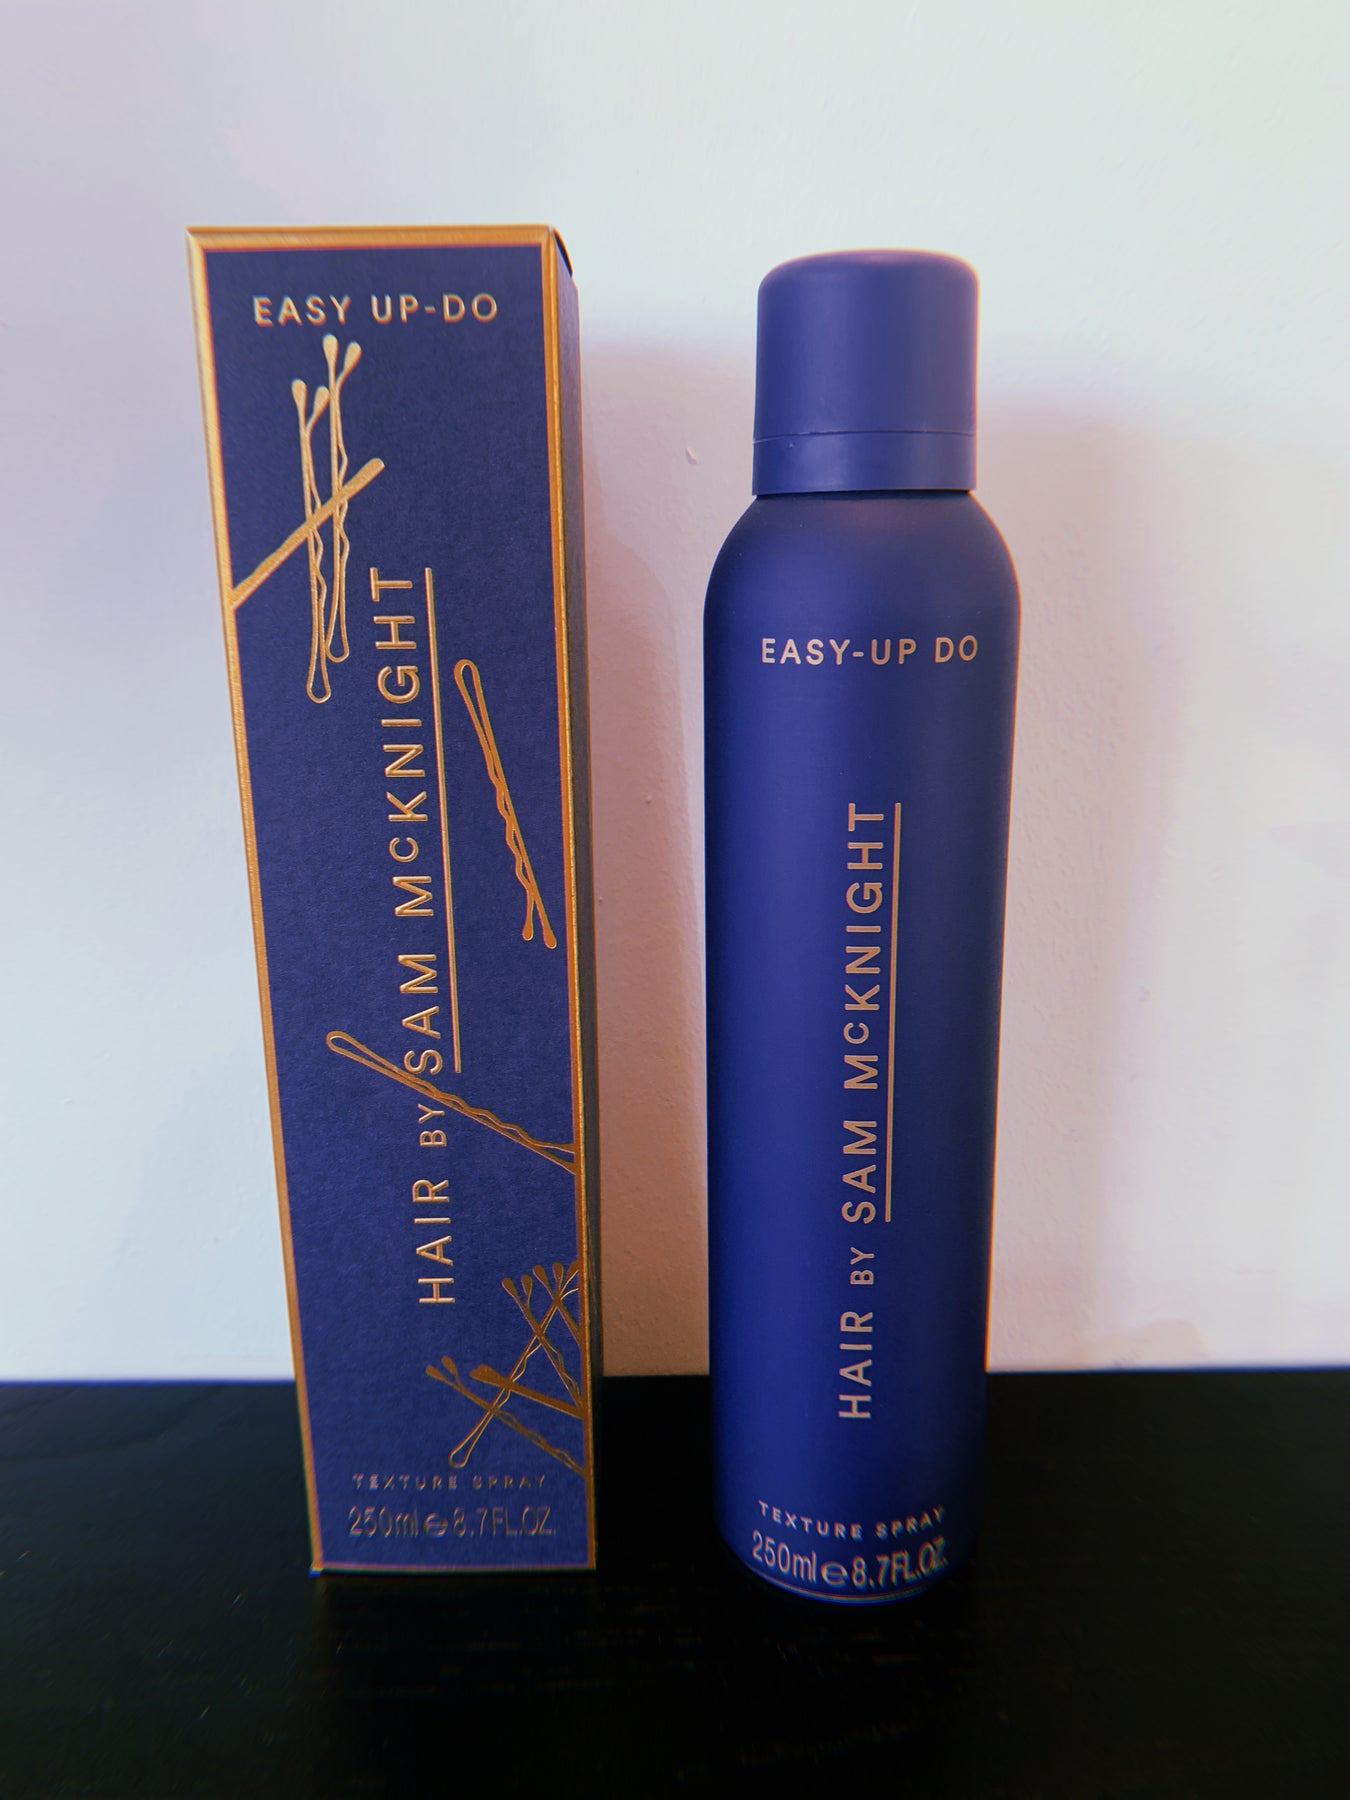 EASY UP-DO
HAIR BY SAM McKNIGHT
TEXTURE SPRAY
250ml e 8.7FL.OZ.
EASY-UP DO
HAIR BY SAM McKNIGHT
TEXTURE SPRAY
250ml e 8.7FL.OZ.